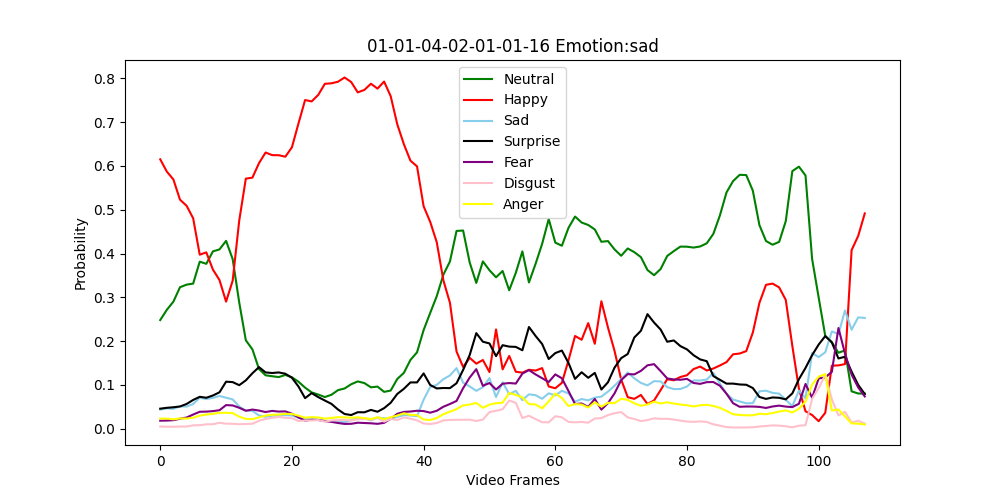 01-01-04-02-01-01-16 Emotion:sad
Neutral
Happy
Sad
Surprise
Fear
Disgust
Anger
Probability
0.8
0.7
0.6
0.5
0.4
0.3
0.2
0.1
0.0
0 20 40 60 80 100
Video Frames